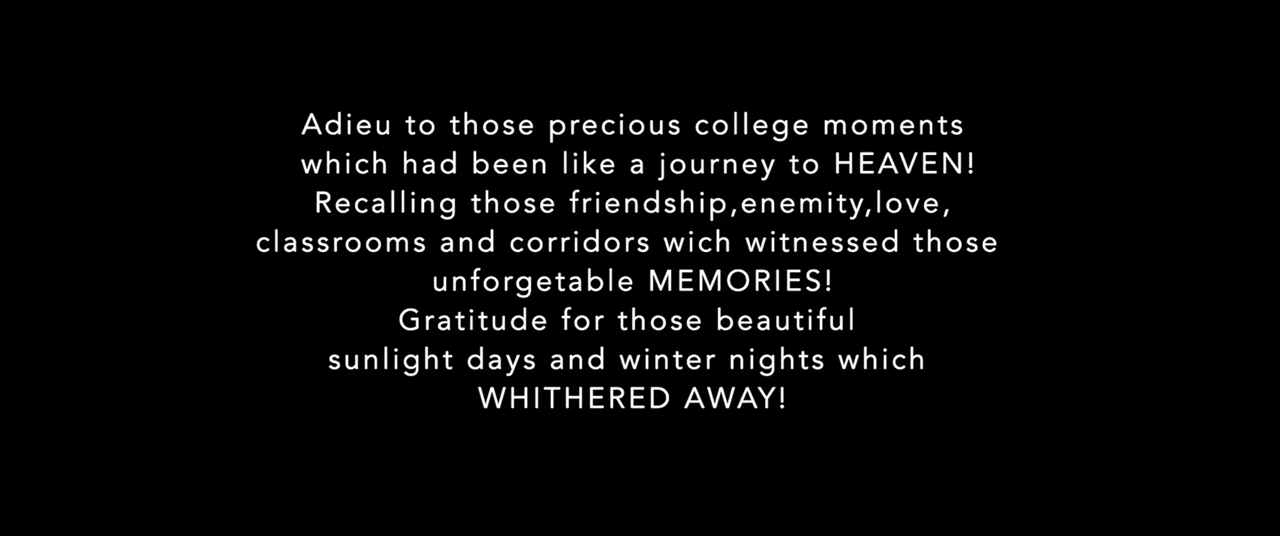 Adieu to those precious college moments
which had been like a journey to HEAVEN!
Recalling those friendship,enemity,love,
classrooms and corridors wich witnessed those
unforgetable MEMORIES!
Gratitude for those beautiful
sunlight days and winter nights which
WHITHERED AWAY!